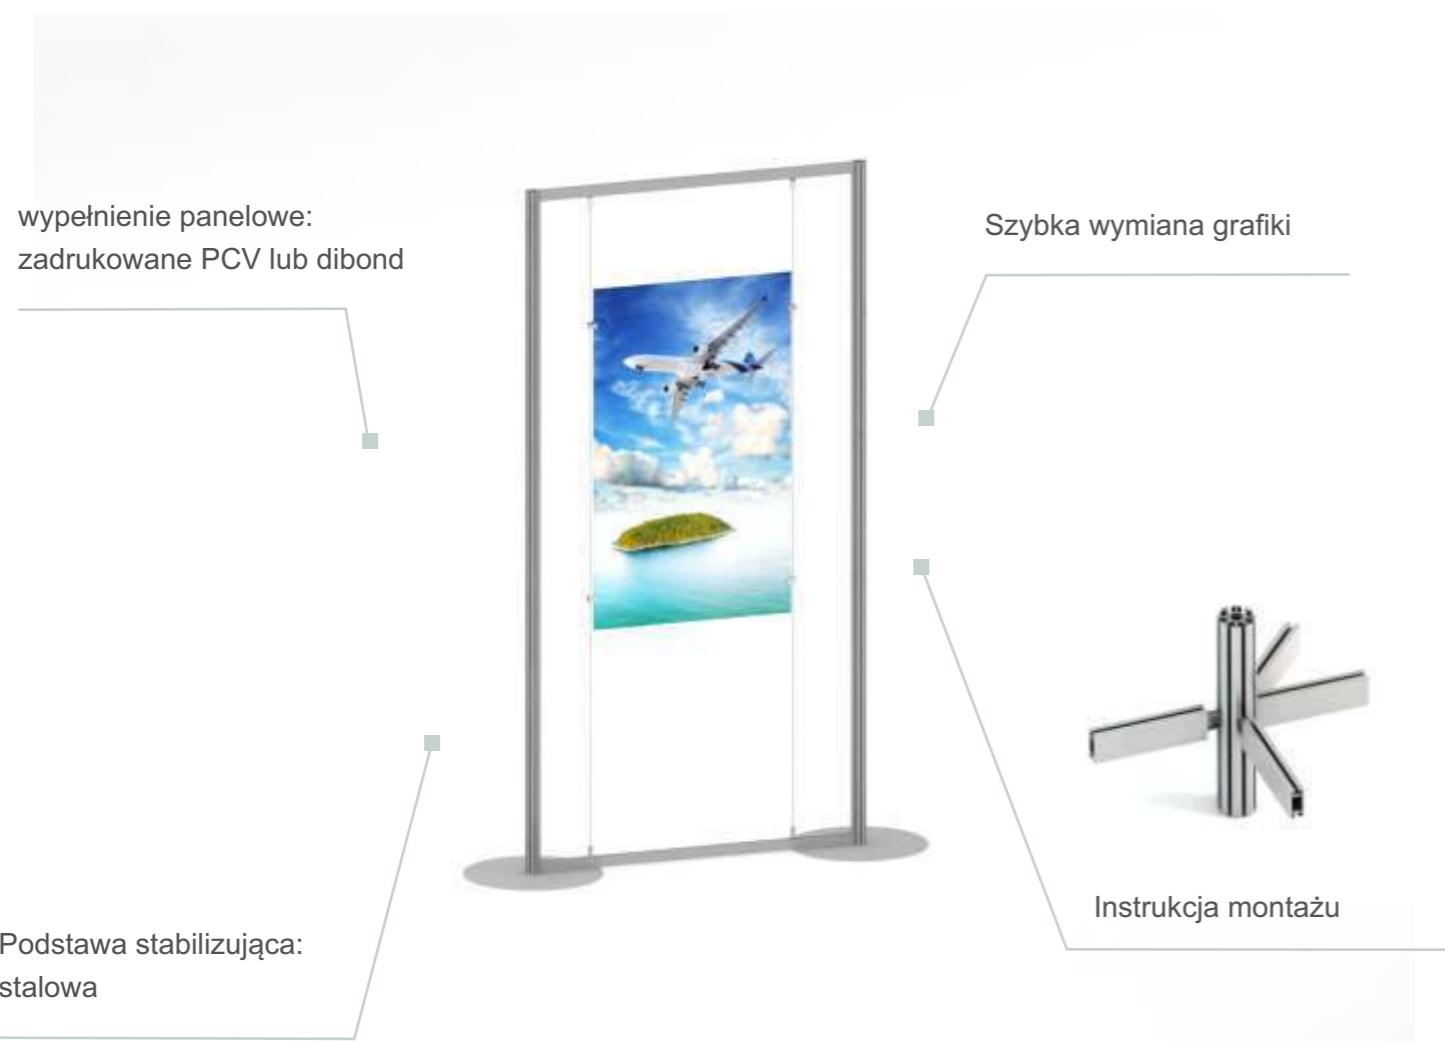 wypełnienie panelowe:
zadrukowane PCV lub dibond
Szybka wymiana grafiki
Instrukcja montażu
Podstawa stabilizująca:
stalowa